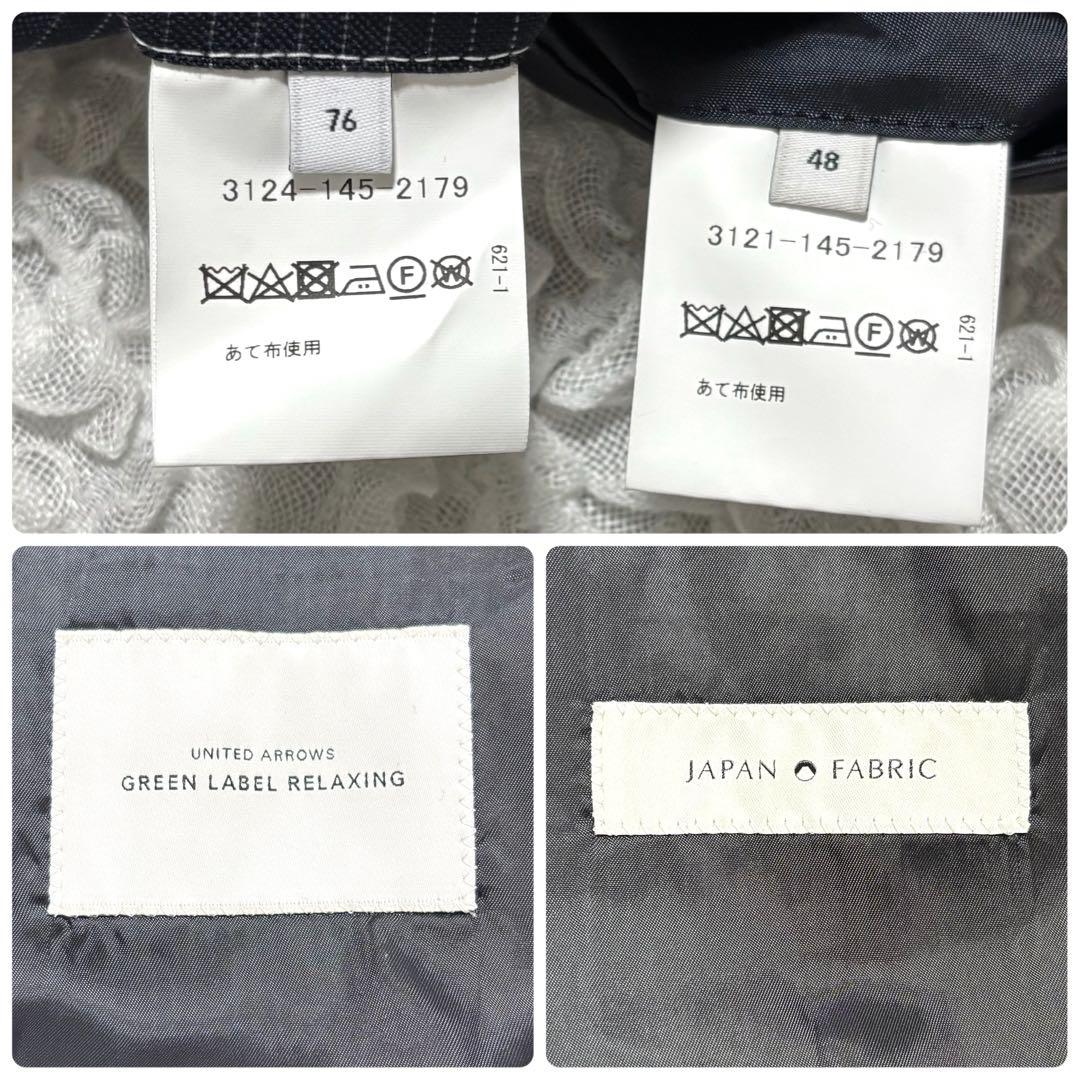 76
3124-145-2179
F
W
621-1
あて布使用
48
3121-145-2179
F
W
621-1
あて布使用
UNITED ARROWS
GREEN LABEL RELAXING
JAPAN FABRIC